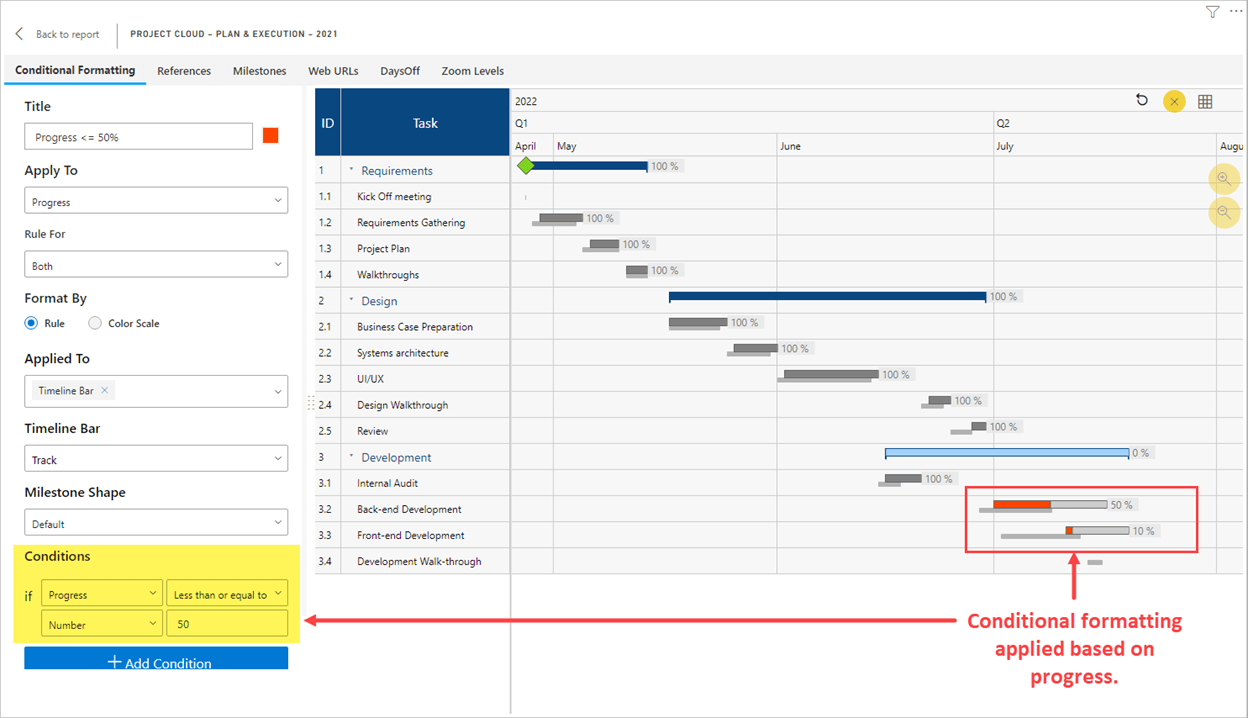 Back to report
PROJECT CLOUD - PLAN & EXECUTION - 2021
Conditional Formatting References Milestones Web URLs DaysOff Zoom Levels
Title
Progress <= 50%
Apply To
Progress
Rule For
Both
Format By
Rule Color Scale
Applied To
Timeline Bar ×
Timeline Bar
Track
Milestone Shape
Default
Conditions
if Progress Less than or equal to
Number 50
+ Add Condition
ID Task
2022
Q1 Q2
April May June July Augu
1 Requirements 100 %
1.1 Kick Off meeting
1.2 Requirements Gathering 100 %
1.3 Project Plan 100 %
1.4 Walkthroughs 100 %
2 Design 100 %
2.1 Business Case Preparation 100 %
2.2 Systems architecture 100 %
2.3 UI/UX 100 %
2.4 Design Walkthrough 100 %
2.5 Review 100 %
3 Development 0 %
3.1 Internal Audit 100 %
3.2 Back-end Development 50 %
3.3 Front-end Development 10 %
3.4 Development Walk-through
Conditional formatting
applied based on
progress.